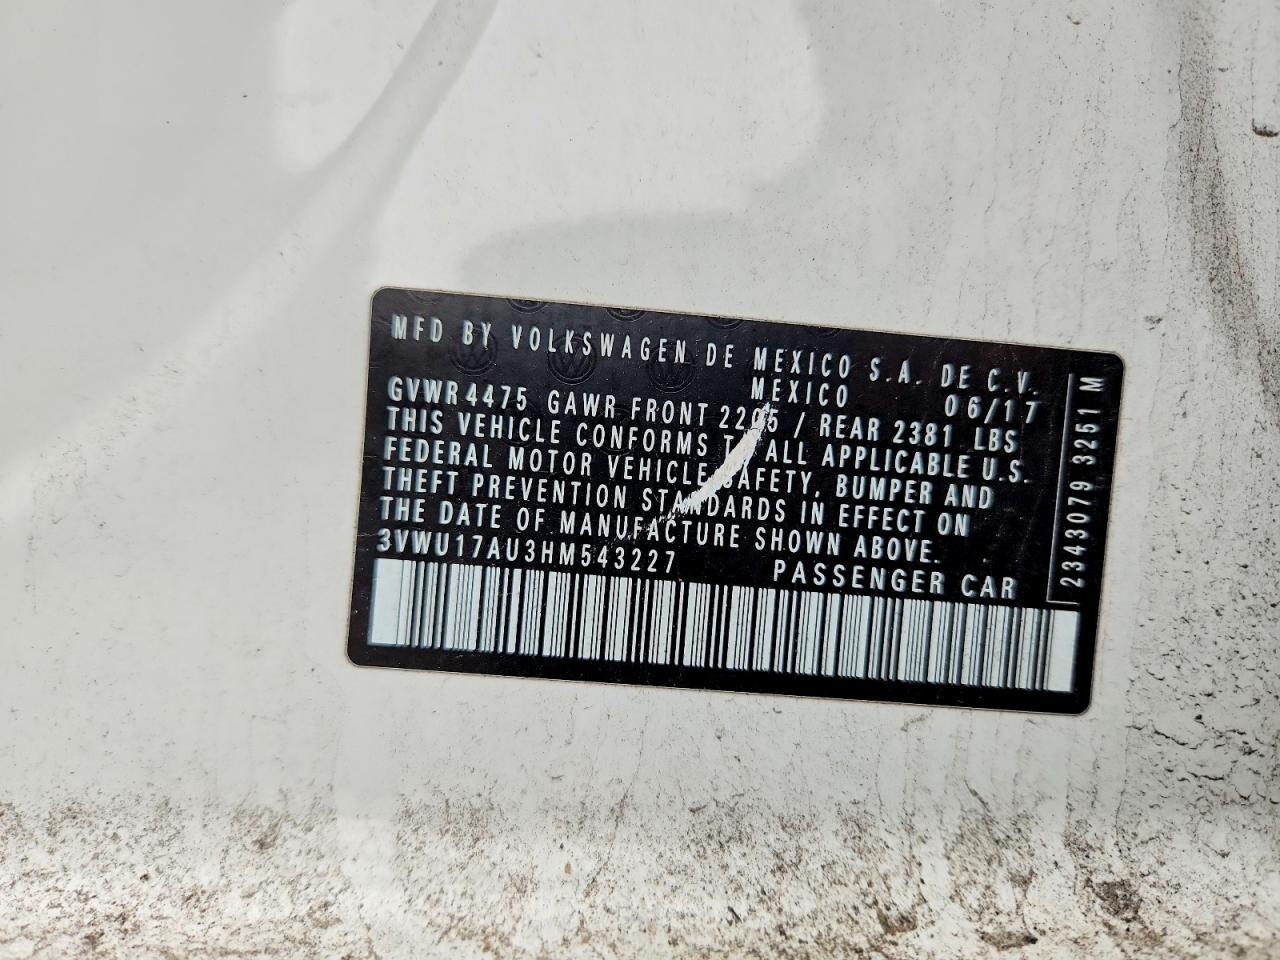 MFD BY VOLKSWAGEN DE MEXICO S.A. DE C.V.
MEXICO 06/17
GVWR 4475 GAWR FRONT 2205 / REAR 2381 LBS
THIS VEHICLE CONFORMS TO ALL APPLICABLE U.S.
FEDERAL MOTOR VEHICLE SAFETY, BUMPER AND
THEFT PREVENTION STANDARDS IN EFFECT ON
THE DATE OF MANUFACTURE SHOWN ABOVE.
3VWU17AU3HM543227 PASSENGER CAR
2343079 3251 M